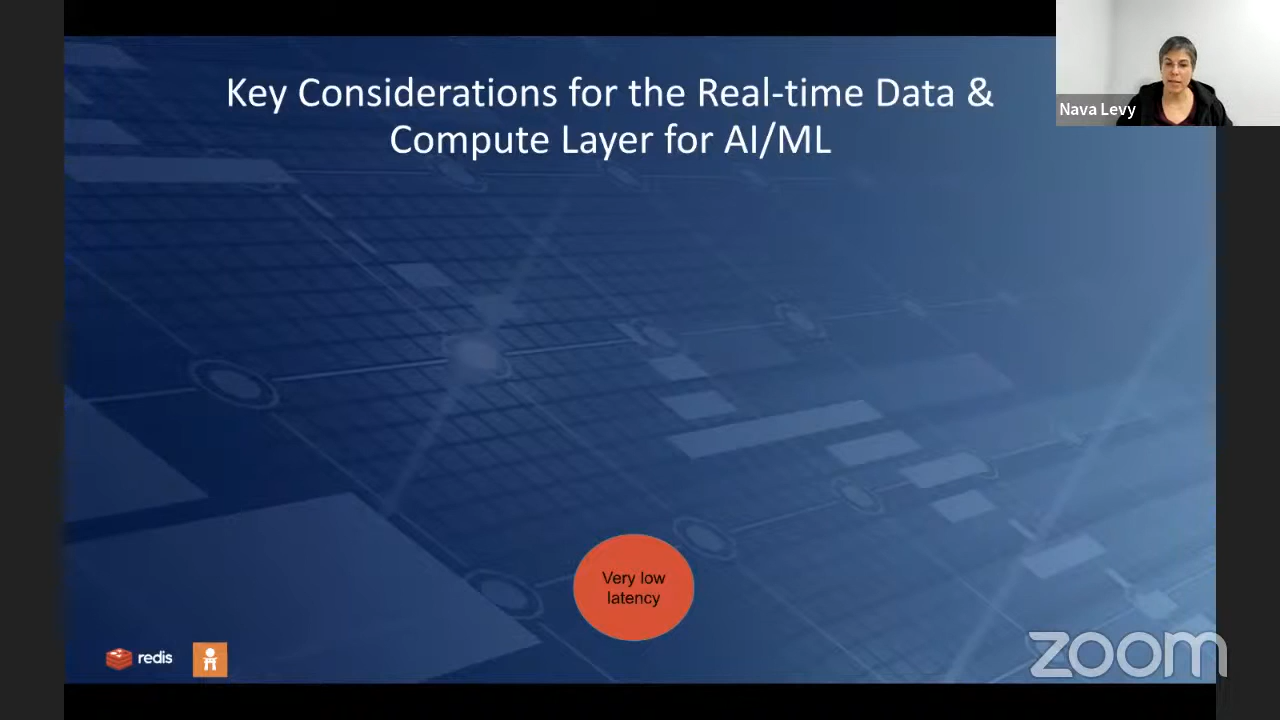 Key Considerations for the Real-time Data &
Compute Layer for AI/ML
Nava Levy
Very low
latency
redis
zoom